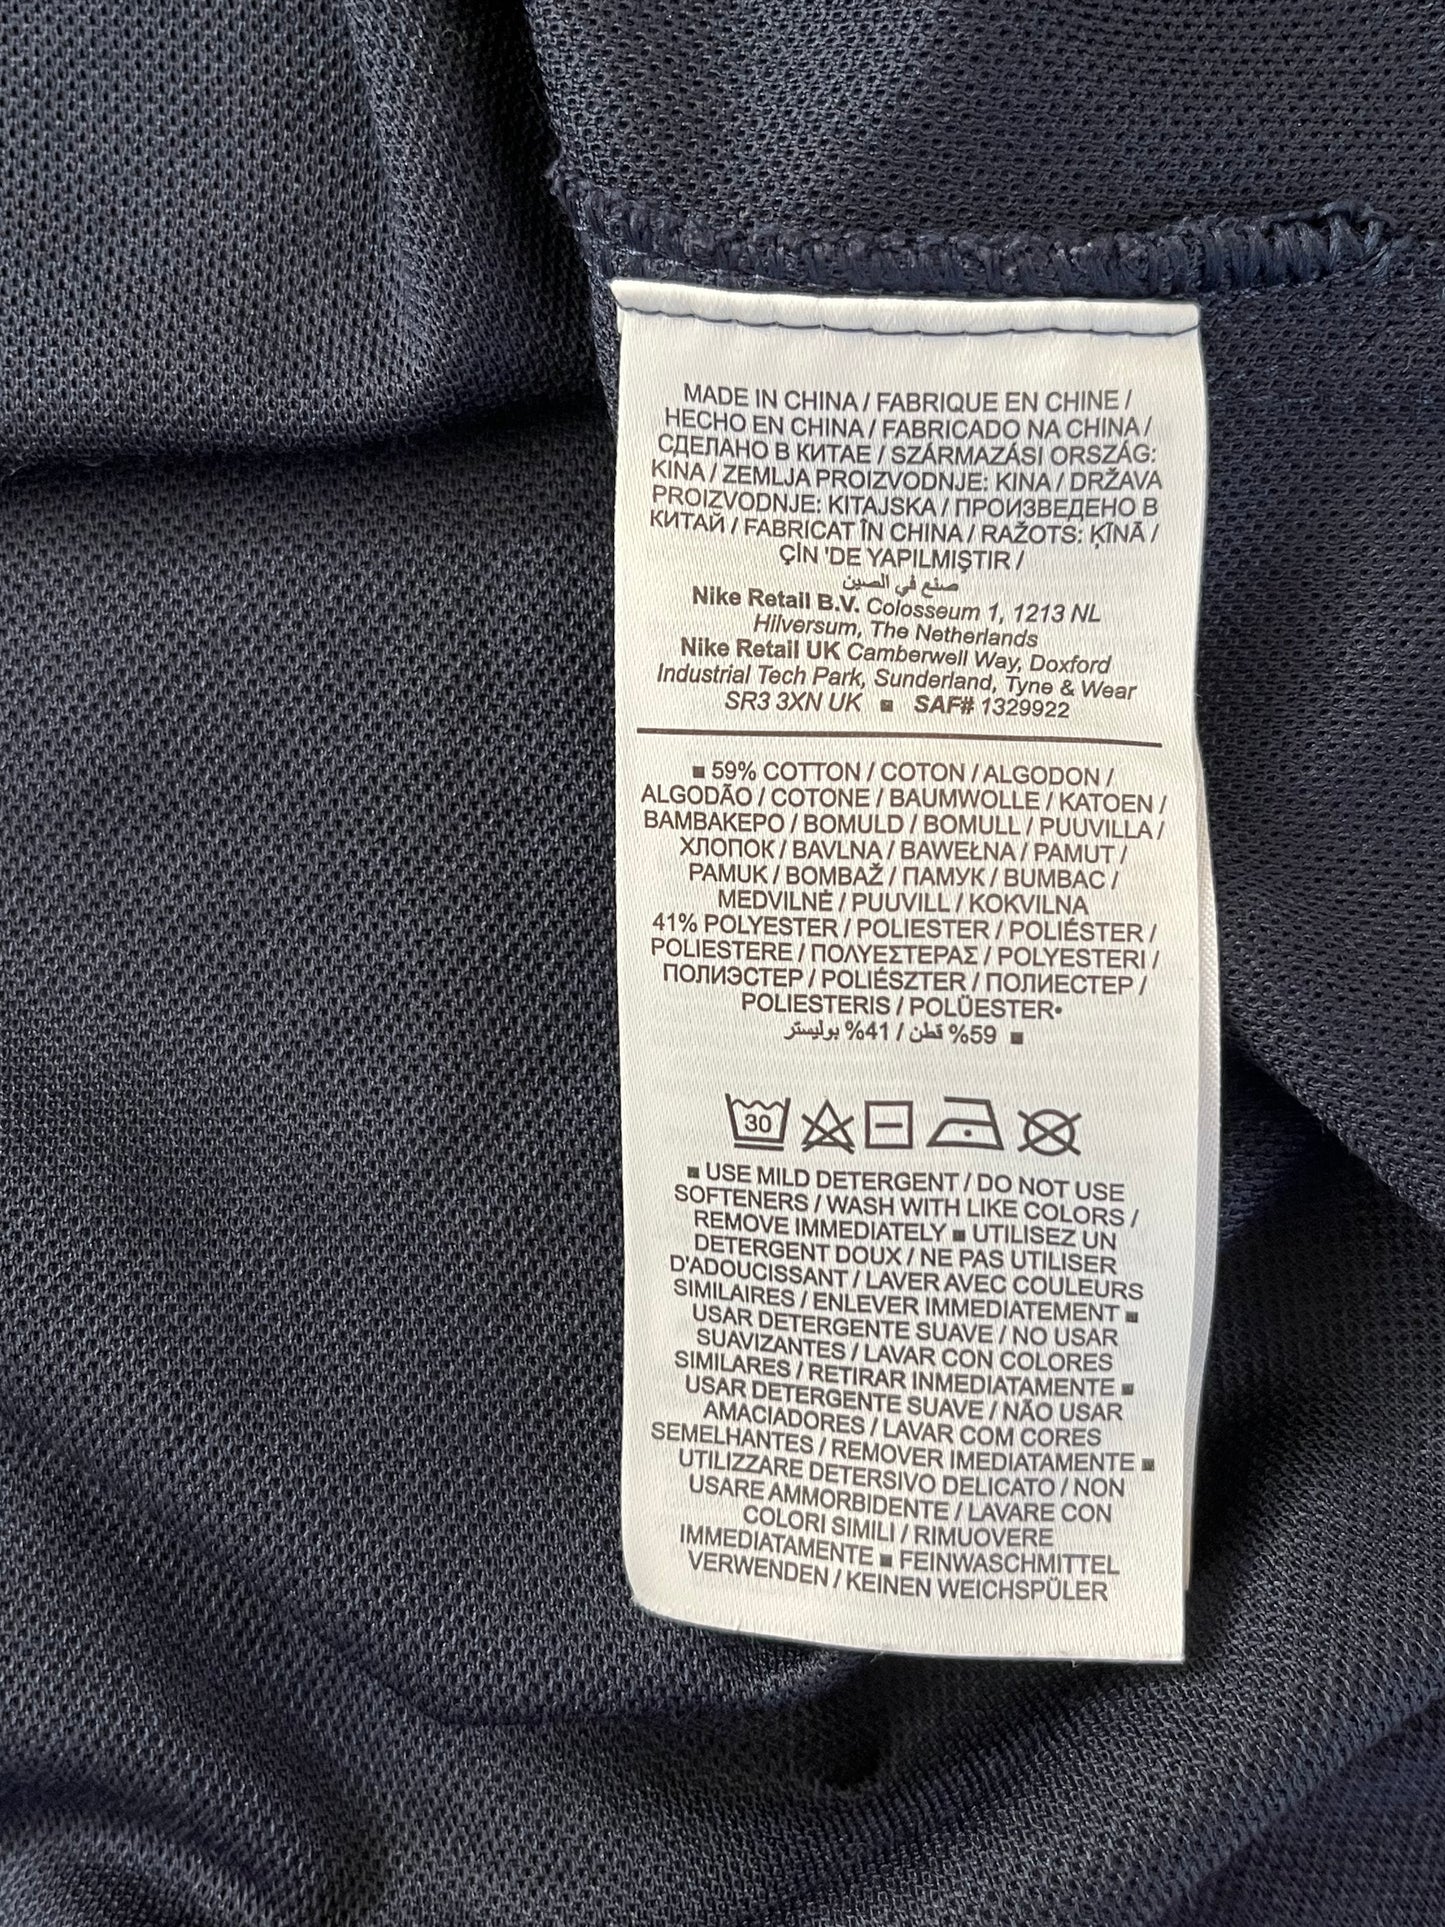 MADE IN CHINA / FABRIQUE EN CHINE /
HECHO EN CHINA / FABRICADO NA CHINA /
СДЕЛАНО В КИТАЕ / SZÁRMAZÁSI ORSZÁG:
KINA / ZEMLJA PROIZVODNJE: KINA / DRŽAVA
PROIZVODNJE: KITAJSKA / ПРОИЗВЕДЕНО В
КИТАЙ / FABRICAT ÎN CHINA / RAŽOTS: ĶĪNĀ /
ÇİN 'DE YAPILMIŞTIR /
صنع في الصين
Nike Retail B.V. Colosseum 1, 1213 NL
Hilversum, The Netherlands
Nike Retail UK Camberwell Way, Doxford
Industrial Tech Park, Sunderland, Tyne & Wear
SR3 3XN UK ■ SAF# 1329922
■ 59% COTTON / COTON / ALGODON /
ALGODÃO / COTONE / BAUMWOLLE / KATOEN /
ΒΑΜΒΑΚΕΡΟ / BOMULD / BOMULL / PUUVILLA /
ХЛОПОК / BAVLNA / BAWEŁNA / PAMUT /
PAMUK / BOMBAŽ / ПАМУК / BUMBAC /
MEDVILNĖ / PUUVILL / KOKVILNA
41% POLYESTER / POLIESTER / POLIÉSTER /
POLIESTERE / ΠΟΛΥΕΣΤΕΡΑΣ / POLYESTERI /
ПОЛИЭСТЕР / POLIÉSZTER / ПОЛИЕСТЕР /
POLIESTERIS / POLÜESTER•
■ 59% قطن / 41% بوليستر
30
■ USE MILD DETERGENT / DO NOT USE
SOFTENERS / WASH WITH LIKE COLORS /
REMOVE IMMEDIATELY ■ UTILISEZ UN
DETERGENT DOUX / NE PAS UTILISER
D'ADOUCISSANT / LAVER AVEC COULEURS
SIMILAIRES / ENLEVER IMMEDIATEMENT ■
USAR DETERGENTE SUAVE / NO USAR
SUAVIZANTES / LAVAR CON COLORES
SIMILARES / RETIRAR INMEDIATAMENTE ■
USAR DETERGENTE SUAVE / NÃO USAR
AMACIADORES / LAVAR COM CORES
SEMELHANTES / REMOVER IMEDIATAMENTE ■
UTILIZZARE DETERSIVO DELICATO / NON
USARE AMMORBIDENTE / LAVARE CON
COLORI SIMILI / RIMUOVERE
IMMEDIATAMENTE ■ FEINWASCHMITTEL
VERWENDEN / KEINEN WEICHSPÜLER